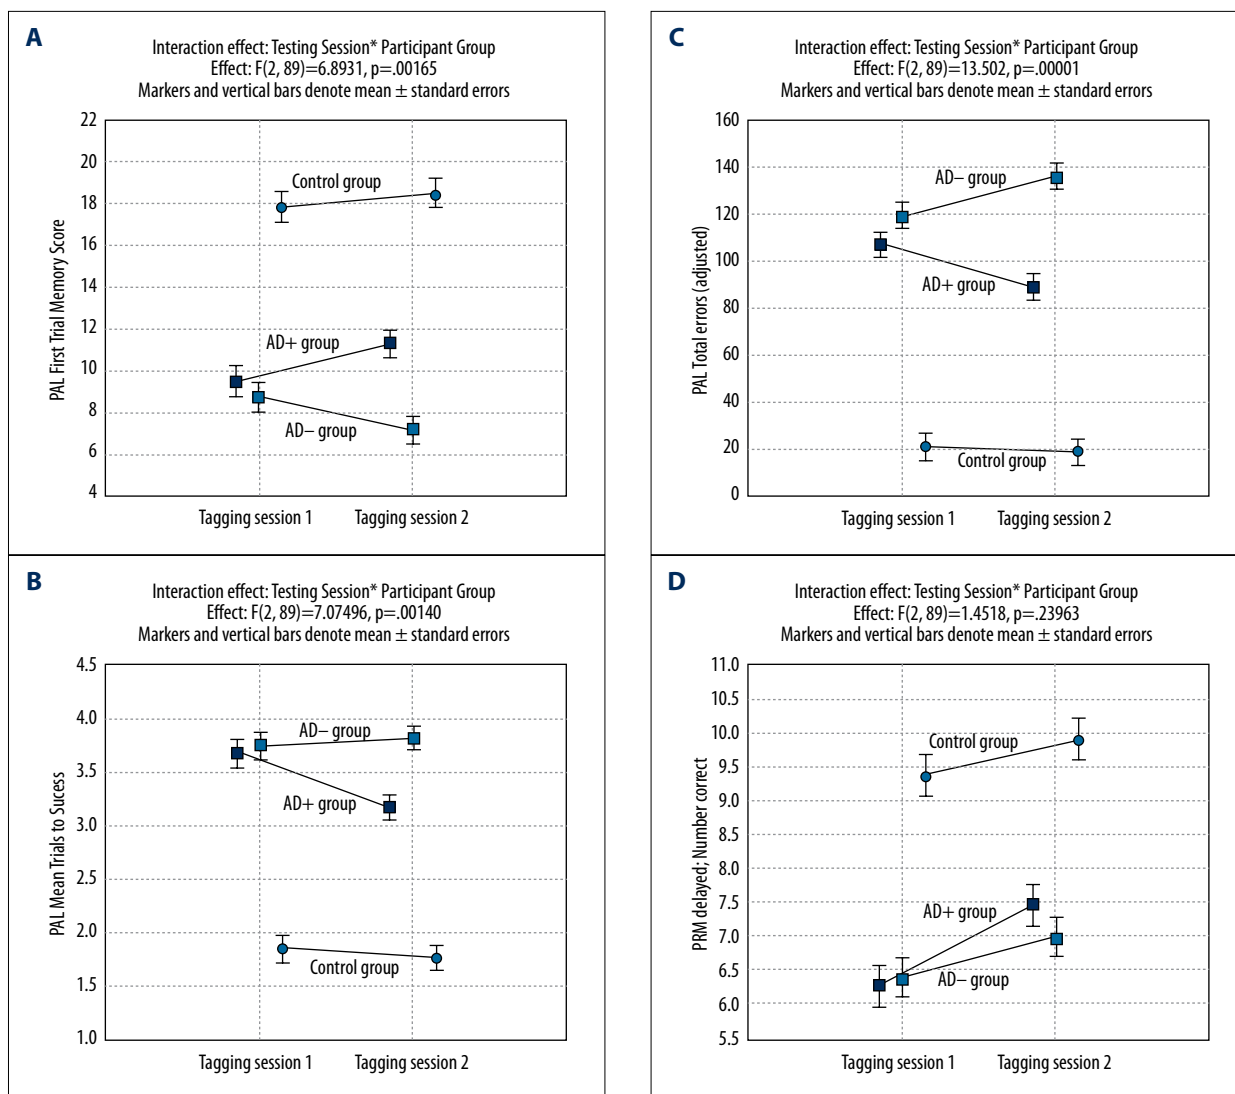 A
Interaction effect: Testing Session* Participant Group
Effect: F(2, 89)=6.8931, p=.00165
Markers and vertical bars denote mean ± standard errors
PAL First Trial Memory Score
22
20
18
16
14
12
10
8
6
4
Control group
AD+ group
AD– group
Tagging session 1
Tagging session 2
B
Interaction effect: Testing Session* Participant Group
Effect: F(2, 89)=7.07496, p=.00140
Markers and vertical bars denote mean ± standard errors
PAL Mean Trials to Sucess
4.5
4.0
3.5
3.0
2.5
2.0
1.5
1.0
AD– group
AD+ group
Control group
Tagging session 1
Tagging session 2
C
Interaction effect: Testing Session* Participant Group
Effect: F(2, 89)=13.502, p=.00001
Markers and vertical bars denote mean ± standard errors
PAL Total errors (adjusted)
160
140
120
100
80
60
40
20
0
AD– group
AD+ group
Control group
Tagging session 1
Tagging session 2
D
Interaction effect: Testing Session* Participant Group
Effect: F(2, 89)=1.4518, p=.23963
Markers and vertical bars denote mean ± standard errors
PRM delayed; Number correct
11.0
10.5
10.0
9.5
9.0
8.5
8.0
7.5
7.0
6.5
6.0
5.5
Control group
AD+ group
AD– group
Tagging session 1
Tagging session 2